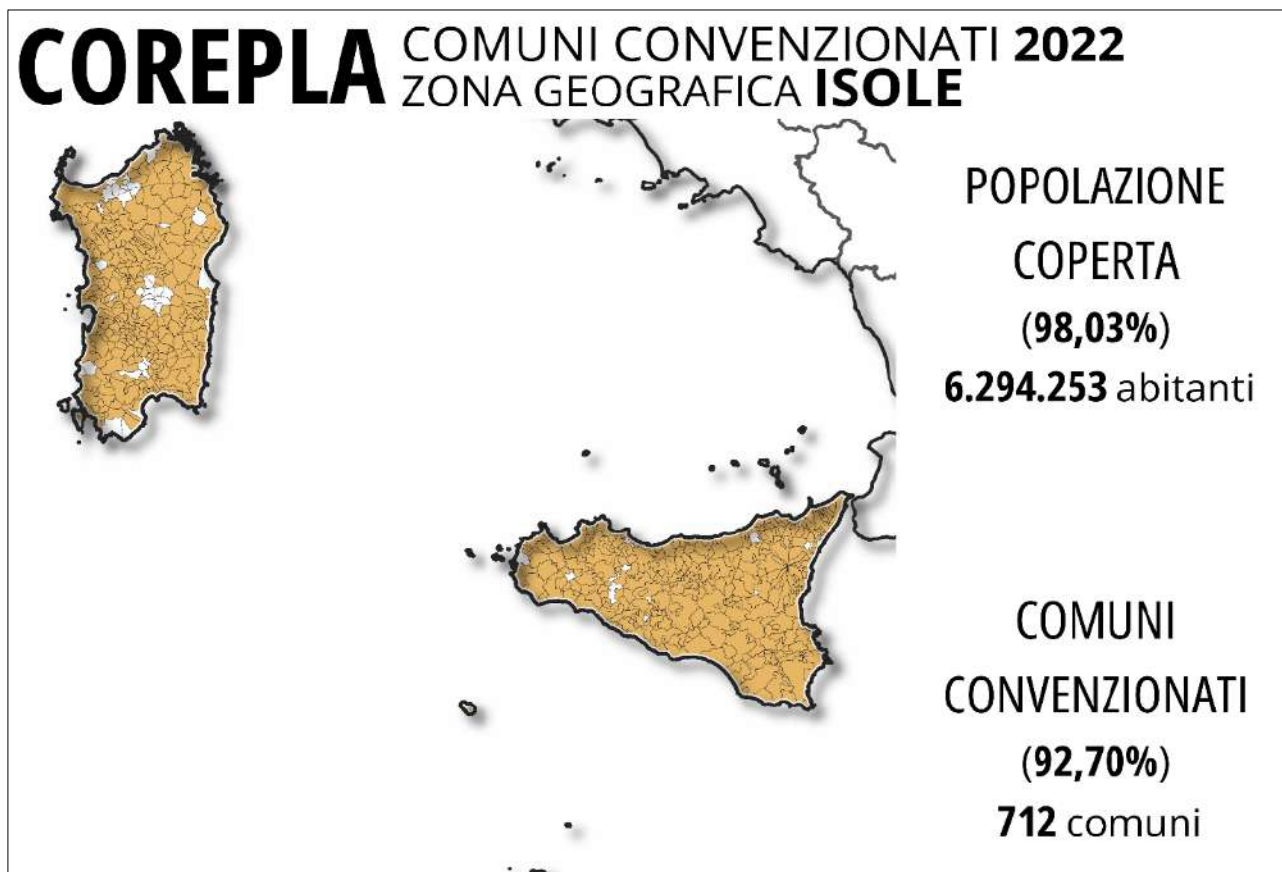 COREPLA
COMUNI CONVENZIONATI 2022
ZONA GEOGRAFICA ISOLE
POPOLAZIONE
COPERTA
(98,03%)
6.294.253 abitanti
COMUNI
CONVENZIONATI
(92,70%)
712 comuni